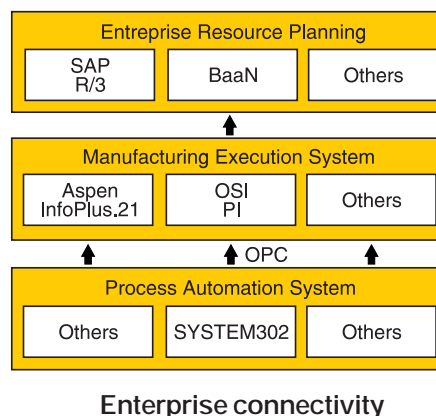 Entreprise Resource Planning
SAP
R/3
BaaN
Others
Manufacturing Execution System
Aspen
InfoPlus.21
OSI
PI
Others
OPC
Process Automation System
Others
SYSTEM302
Others
Enterprise connectivity